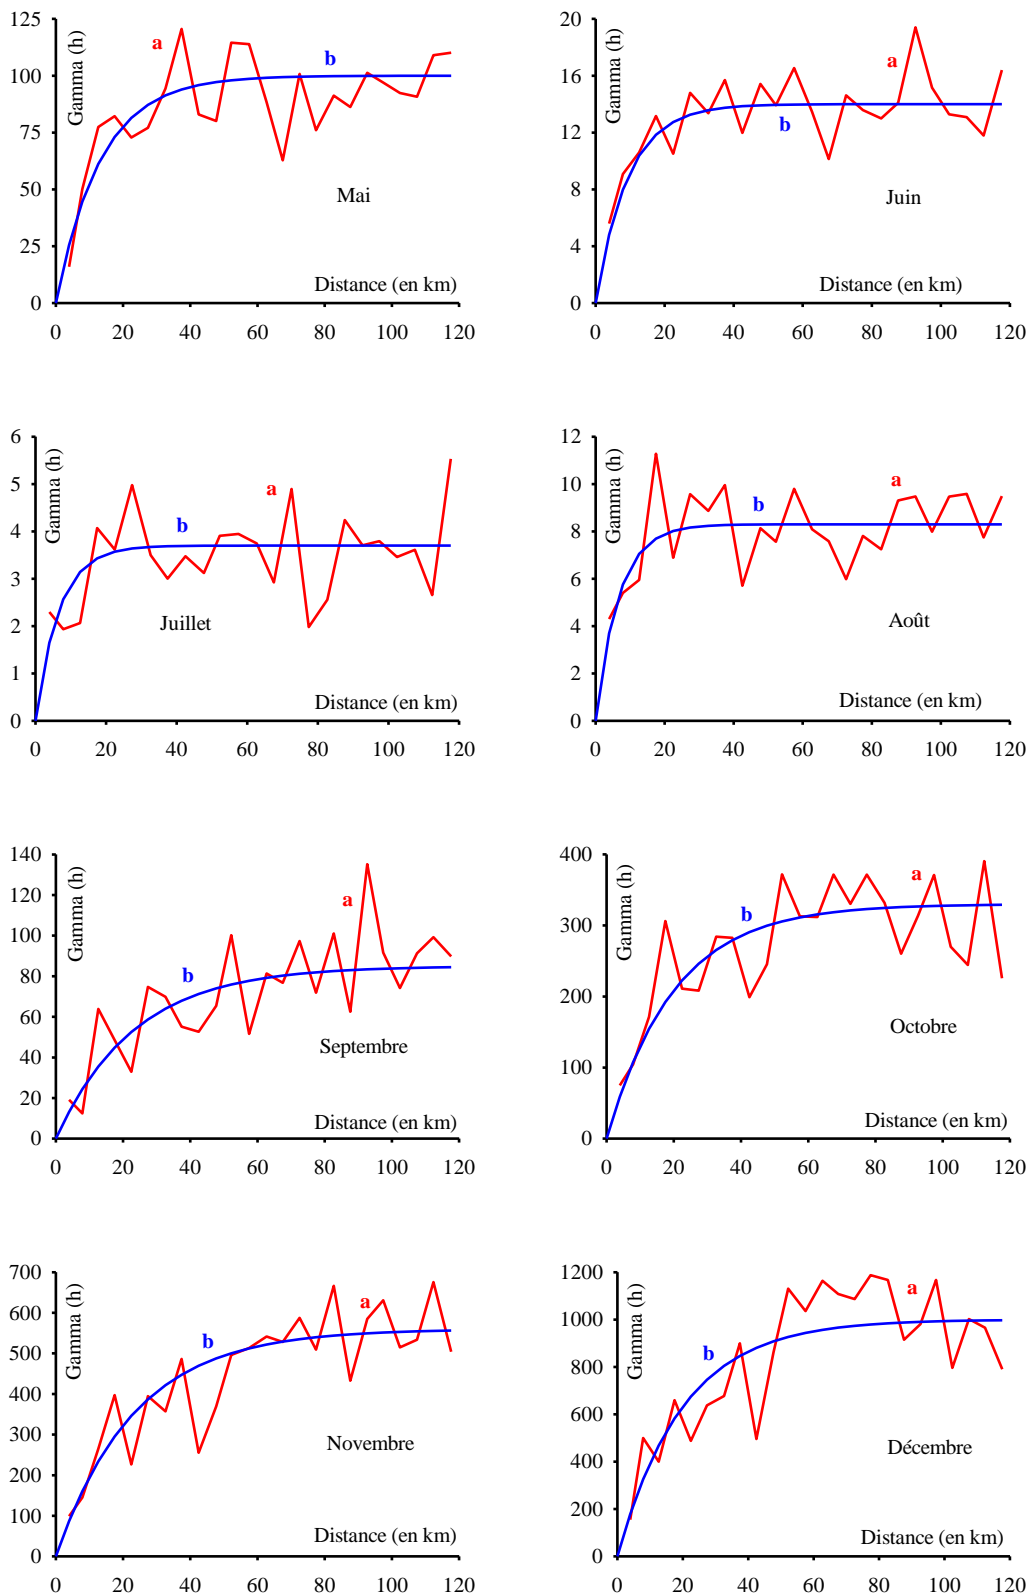 125
100
75
50
25
0
Gamma (h)
a
b
Mai
Distance (en km)
0 20 40 60 80 100 120
20
16
12
8
4
0
Gamma (h)
a
b
Juin
Distance (en km)
0 20 40 60 80 100 120
6
5
4
3
2
1
0
Gamma (h)
a
b
Juillet
Distance (en km)
0 20 40 60 80 100 120
12
10
8
6
4
2
0
Gamma (h)
a
b
Août
Distance (en km)
0 20 40 60 80 100 120
140
120
100
80
60
40
20
0
Gamma (h)
a
b
Septembre
Distance (en km)
0 20 40 60 80 100 120
400
300
200
100
0
Gamma (h)
a
b
Octobre
Distance (en km)
0 20 40 60 80 100 120
700
600
500
400
300
200
100
0
Gamma (h)
a
b
Novembre
Distance (en km)
0 20 40 60 80 100 120
1200
1000
800
600
400
200
0
Gamma (h)
a
b
Décembre
Distance (en km)
0 20 40 60 80 100 120